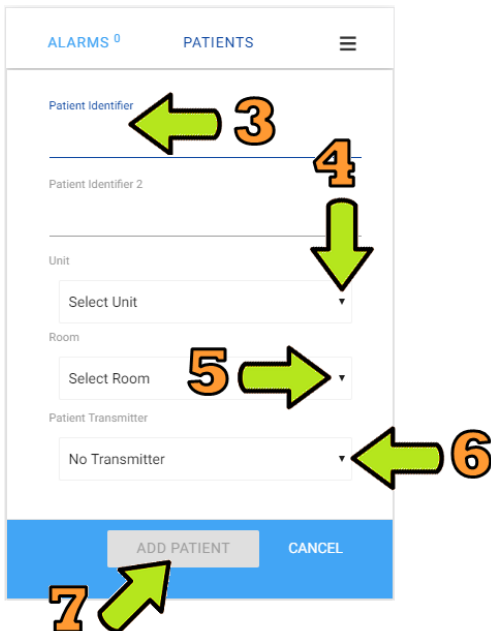 ALARMS 0 PATIENTS
Patient Identifier
3
4
Patient Identifier 2
Unit
Select Unit
Room
Select Room
5
Patient Transmitter
No Transmitter
6
ADD PATIENT CANCEL
7